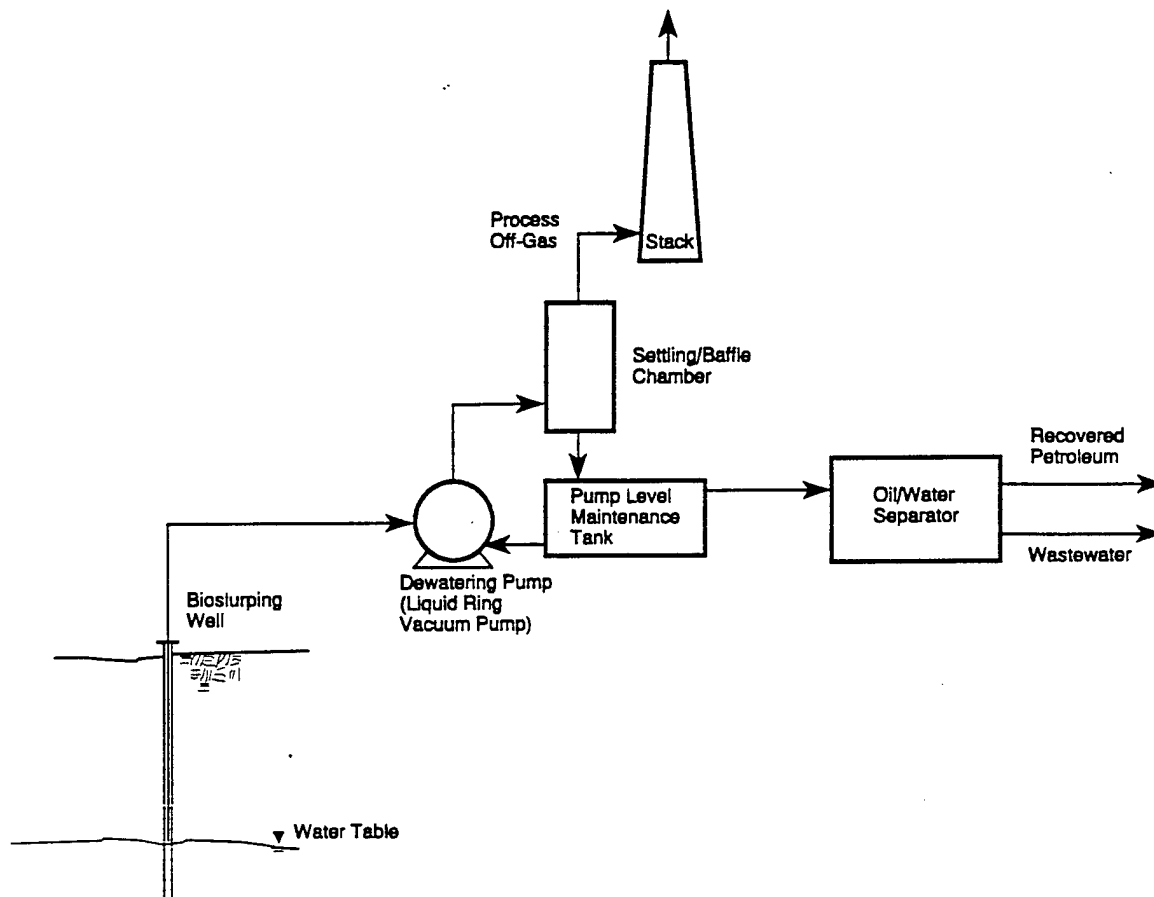 Process
Off-Gas
Stack
Settling/Baffle
Chamber
Recovered
Petroleum
Pump Level
Maintenance
Tank
Oil/Water
Separator
Wastewater
Dewatering Pump
(Liquid Ring
Vacuum Pump)
Bioslurping
Well
Water Table